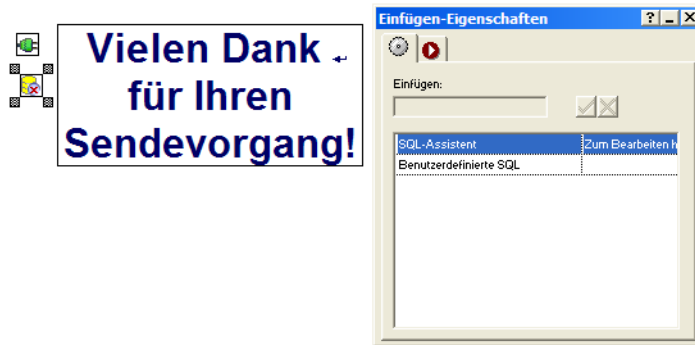 Vielen Dank
für Ihren
Sendevorgang!
Einfügen-Eigenschaften
Einfügen:
SQL-Assistent Zum Bearbeiten h
Benutzerdefinierte SQL